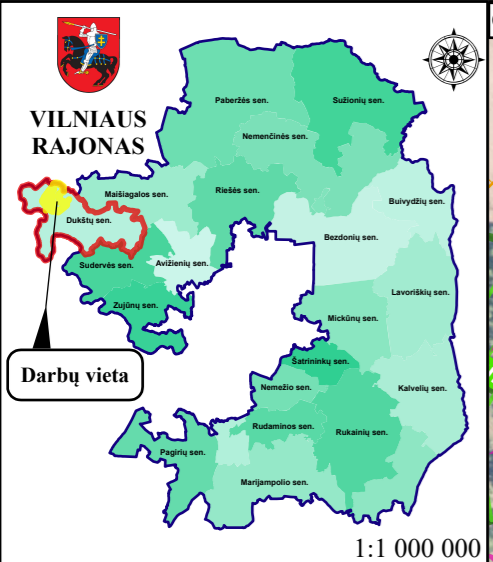 VILNIAUS
RAJONAS
Paberžės sen.
Sužionių sen.
Nemenčinės sen.
Maišiagalos sen.
Riešės sen.
Buivydžių sen.
Dukštų sen.
Bezdonių sen.
Sudervės sen.
Avižienių sen.
Lavoriškių sen.
Zujūnų sen.
Mickūnų sen.
Darbų vieta
Šatrininkų sen.
Nemežio sen.
Kalvelių sen.
Rudaminos sen.
Rukainių sen.
Pagirių sen.
Marijampolio sen.
1:1 000 000